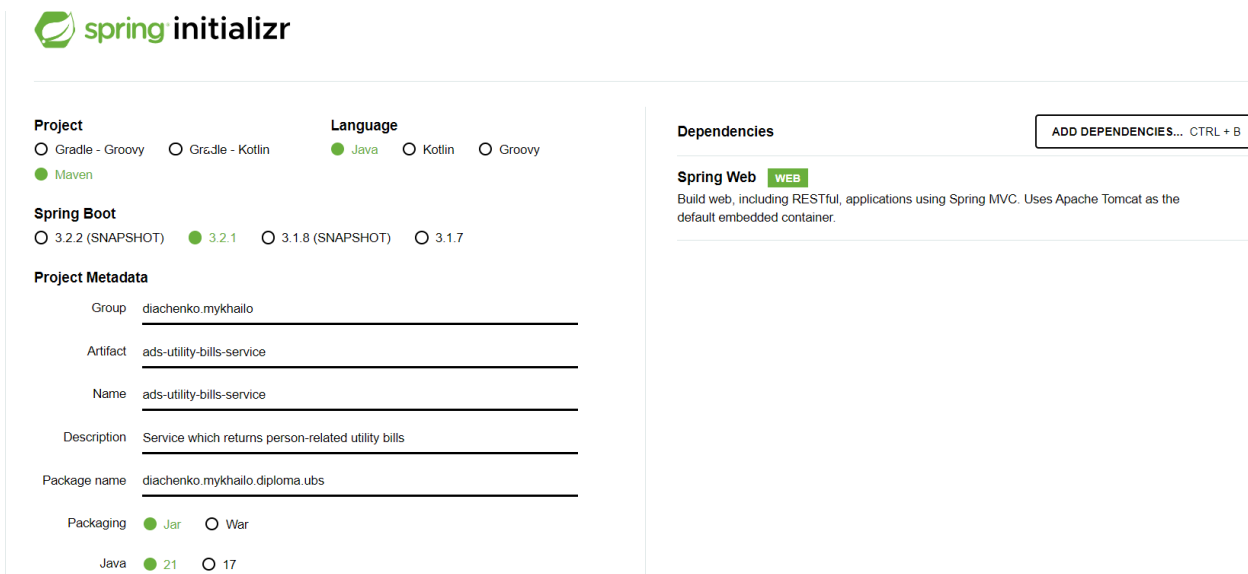 spring initializr
Project
Gradle - Groovy Gradle - Kotlin
Maven
Language
Java Kotlin Groovy
Spring Boot
3.2.2 (SNAPSHOT) 3.2.1 3.1.8 (SNAPSHOT) 3.1.7
Project Metadata
Group diachenko.mykhailo
Artifact ads-utility-bills-service
Name ads-utility-bills-service
Description Service which returns person-related utility bills
Package name diachenko.mykhailo.diploma.ubs
Packaging Jar War
Java 21 17
Dependencies
ADD DEPENDENCIES... CTRL + B
Spring Web WEB
Build web, including RESTful, applications using Spring MVC. Uses Apache Tomcat as the
default embedded container.